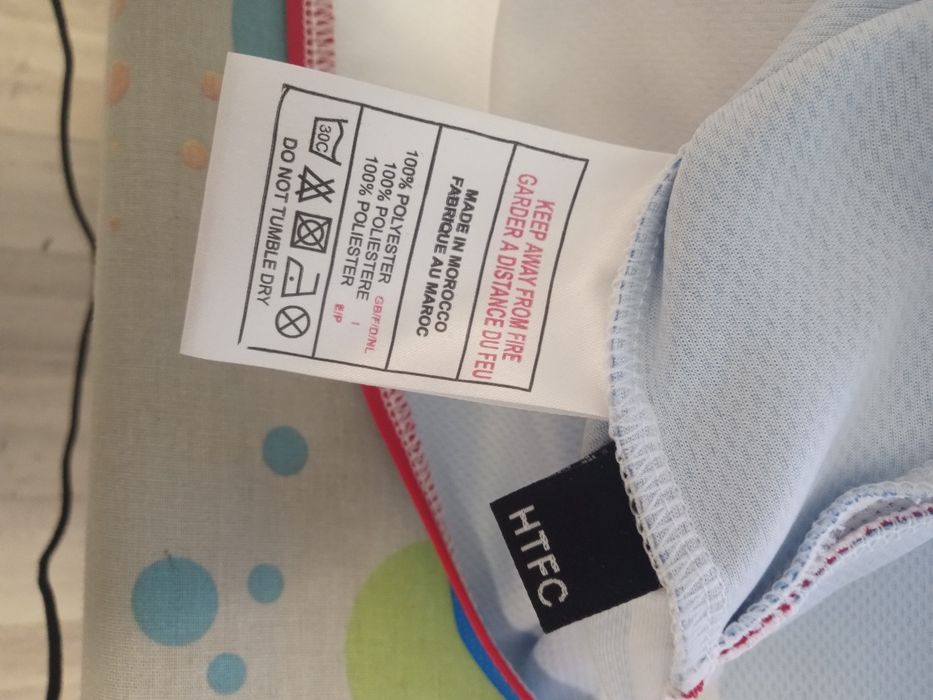 KEEP AWAY FROM FIRE
GARDER A DISTANCE DU FEU
MADE IN MOROCCO
FABRIQUE AU MAROC
100% POLYESTER GB/F/D/NL
100% POLIESTERE I
100% POLIESTER E/P
30C
DO NOT TUMBLE DRY
HTFC